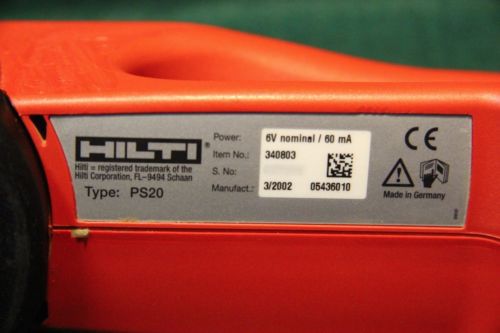 HILTI ®
Hilti = registered trademark of the
Hilti Corporation, FL-9494 Schaan
Type: PS20
Power: 6V nominal / 60 mA
Item No.: 340803
S. No:
Manufact.: 3/2002 05436010
CE
Made in Germany